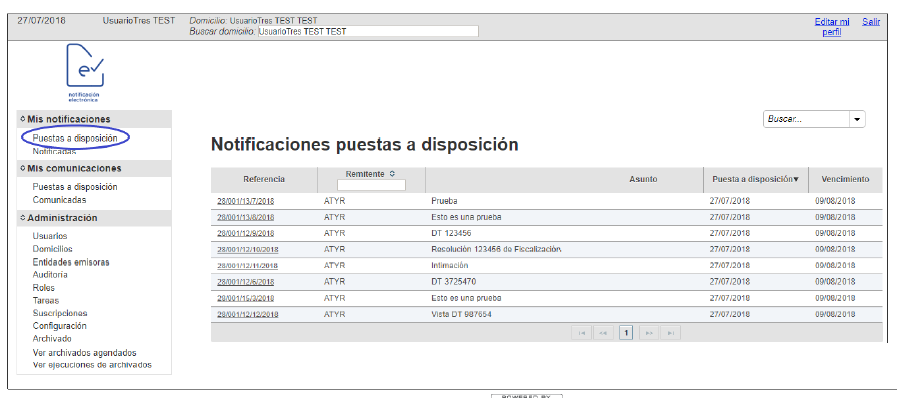 27/07/2018 UsuarioTres TEST Domicilio: UsuarioTres TEST TEST Editar mi perfil Salir
Buscar domicilio: UsuarioTres TEST TEST
e
notificación
electrónica
Mis notificaciones
Puestas a disposición
Notificadas
Mis comunicaciones
Puestas a disposición
Comunicadas
Administración
Usuarios
Domicilios
Entidades emisoras
Auditoría
Roles
Tareas
Suscripciones
Configuración
Archivado
Ver archivados agendados
Ver ejecuciones de archivados
Buscar...
Notificaciones puestas a disposición
Referencia Remitente Asunto Puesta a disposición Vencimiento
28/001/13/7/2018 ATYR Prueba 27/07/2018 09/08/2018
28/001/13/8/2018 ATYR Esto es una prueba 27/07/2018 09/08/2018
28/001/12/9/2018 ATYR DT 123456 27/07/2018 09/08/2018
28/001/12/10/2018 ATYR Resolución 123456 de Fiscalización 27/07/2018 09/08/2018
28/001/12/11/2018 ATYR Intimación 27/07/2018 09/08/2018
28/001/12/6/2018 ATYR DT 3725470 27/07/2018 09/08/2018
28/001/15/3/2018 ATYR Esto es una prueba 27/07/2018 09/08/2018
28/001/12/12/2018 ATYR Vista DT 987654 27/07/2018 09/08/2018
1
POWERED BY